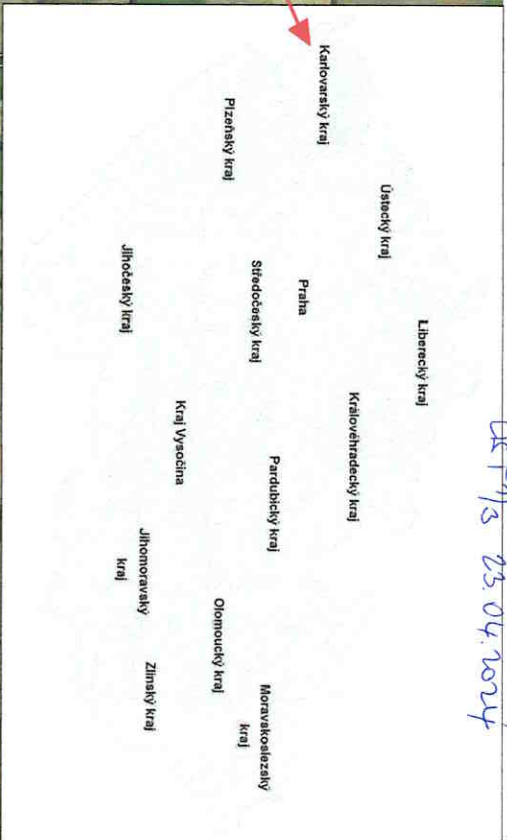 23.04.2024
Liberecký kraj
Ústecký kraj
Královéhradecký kraj
Karlovarský kraj
Praha
Pardubický kraj
Středočeský kraj
Moravskoslezský
kraj
Plzeňský kraj
Olomoucký kraj
Kraj Vysočina
Zlínský kraj
Jihočeský kraj
Jihomoravský
kraj